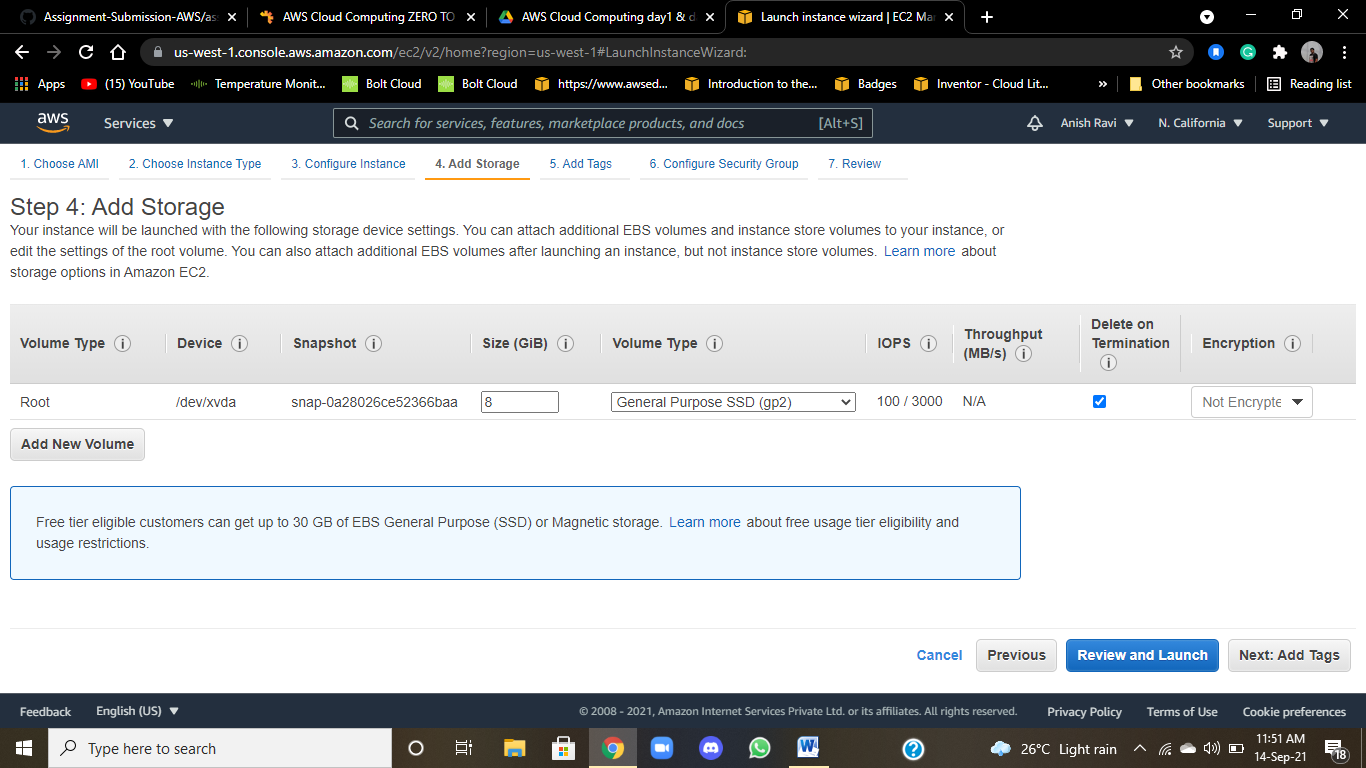 Assignment-Submission-AWS/as
AWS Cloud Computing ZERO TO
AWS Cloud Computing day1 & d
Launch instance wizard | EC2 Ma
us-west-1.console.aws.amazon.com/ec2/v2/home?region=us-west-1#LaunchInstanceWizard:
Apps
(15) YouTube
Temperature Monit...
Bolt Cloud
Bolt Cloud
https://www.awsed...
Introduction to the...
Badges
Inventor - Cloud Lit...
»
Other bookmarks
Reading list
aws
Services
Search for services, features, marketplace products, and docs
[Alt+S]
Anish Ravi
N. California
Support
1. Choose AMI
2. Choose Instance Type
3. Configure Instance
4. Add Storage
5. Add Tags
6. Configure Security Group
7. Review
Step 4: Add Storage
Your instance will be launched with the following storage device settings. You can attach additional EBS volumes and instance store volumes to your instance, or
edit the settings of the root volume. You can also attach additional EBS volumes after launching an instance, but not instance store volumes. Learn more about
storage options in Amazon EC2.
Volume Type
Device
Snapshot
Size (GiB)
Volume Type
IOPS
Throughput
(MB/s)
Delete on
Termination
Encryption
Root
/dev/xvda
snap-0a28026ce52366baa
8
General Purpose SSD (gp2)
100 / 3000
N/A
Not Encrypte
Add New Volume
Free tier eligible customers can get up to 30 GB of EBS General Purpose (SSD) or Magnetic storage. Learn more about free usage tier eligibility and
usage restrictions.
Cancel
Previous
Review and Launch
Next: Add Tags
Feedback
English (US)
© 2008 - 2021, Amazon Internet Services Private Ltd. or its affiliates. All rights reserved.
Privacy Policy
Terms of Use
Cookie preferences
Type here to search
26°C Light rain
11:51 AM
14-Sep-21
18